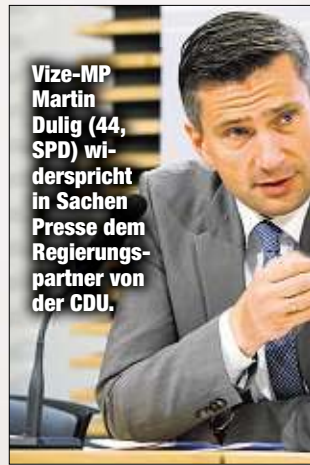 Vize-MP
Martin
Dulig (44,
SPD) wi-
derspricht
in Sachen
Presse dem
Regierungs-
partner von
der CDU.